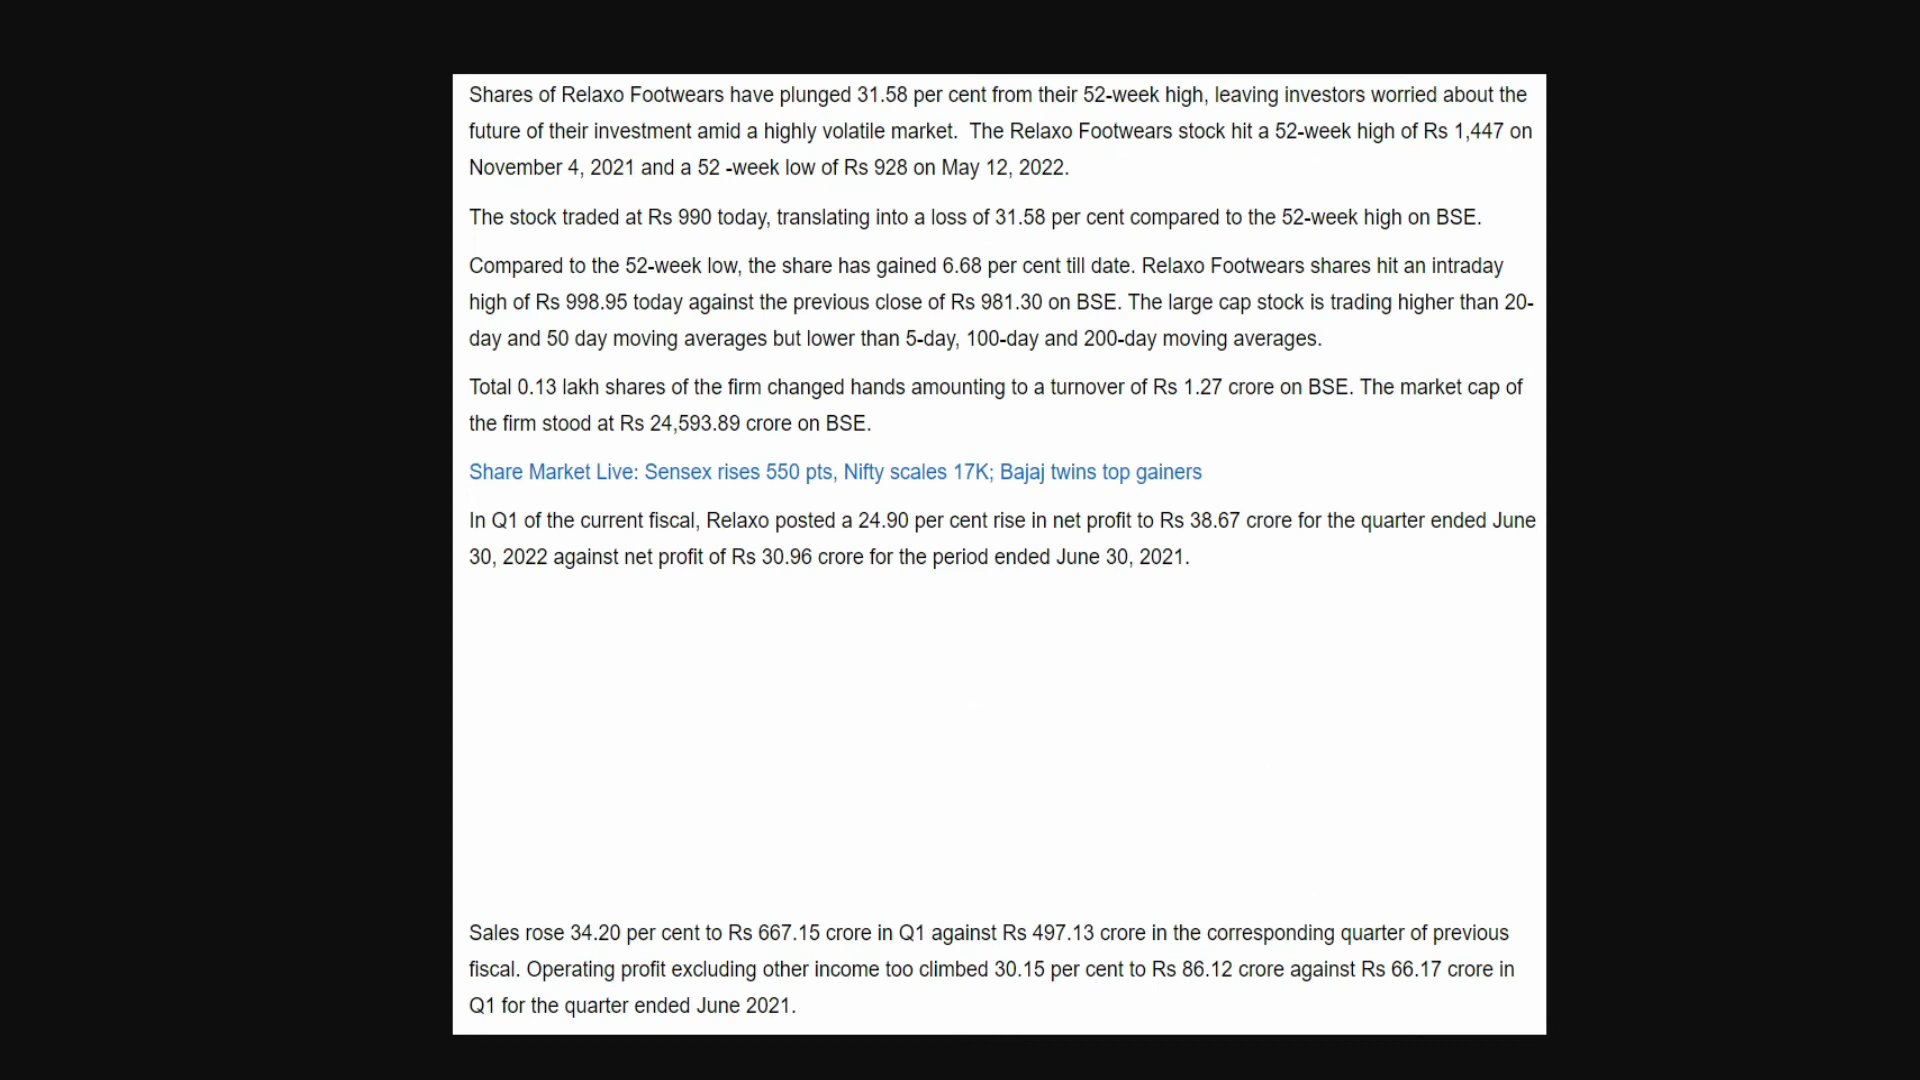 Shares of Relaxo Footwears have plunged 31.58 per cent from their 52-week high, leaving investors worried about the
future of their investment amid a highly volatile market.  The Relaxo Footwears stock hit a 52-week high of Rs 1,447 on
November 4, 2021 and a 52 -week low of Rs 928 on May 12, 2022.
The stock traded at Rs 990 today, translating into a loss of 31.58 per cent compared to the 52-week high on BSE.
Compared to the 52-week low, the share has gained 6.68 per cent till date. Relaxo Footwears shares hit an intraday
high of Rs 998.95 today against the previous close of Rs 981.30 on BSE. The large cap stock is trading higher than 20-
day and 50 day moving averages but lower than 5-day, 100-day and 200-day moving averages.
Total 0.13 lakh shares of the firm changed hands amounting to a turnover of Rs 1.27 crore on BSE. The market cap of
the firm stood at Rs 24,593.89 crore on BSE.
Share Market Live: Sensex rises 550 pts, Nifty scales 17K; Bajaj twins top gainers
In Q1 of the current fiscal, Relaxo posted a 24.90 per cent rise in net profit to Rs 38.67 crore for the quarter ended June
30, 2022 against net profit of Rs 30.96 crore for the period ended June 30, 2021.
Sales rose 34.20 per cent to Rs 667.15 crore in Q1 against Rs 497.13 crore in the corresponding quarter of previous
fiscal. Operating profit excluding other income too climbed 30.15 per cent to Rs 86.12 crore against Rs 66.17 crore in
Q1 for the quarter ended June 2021.